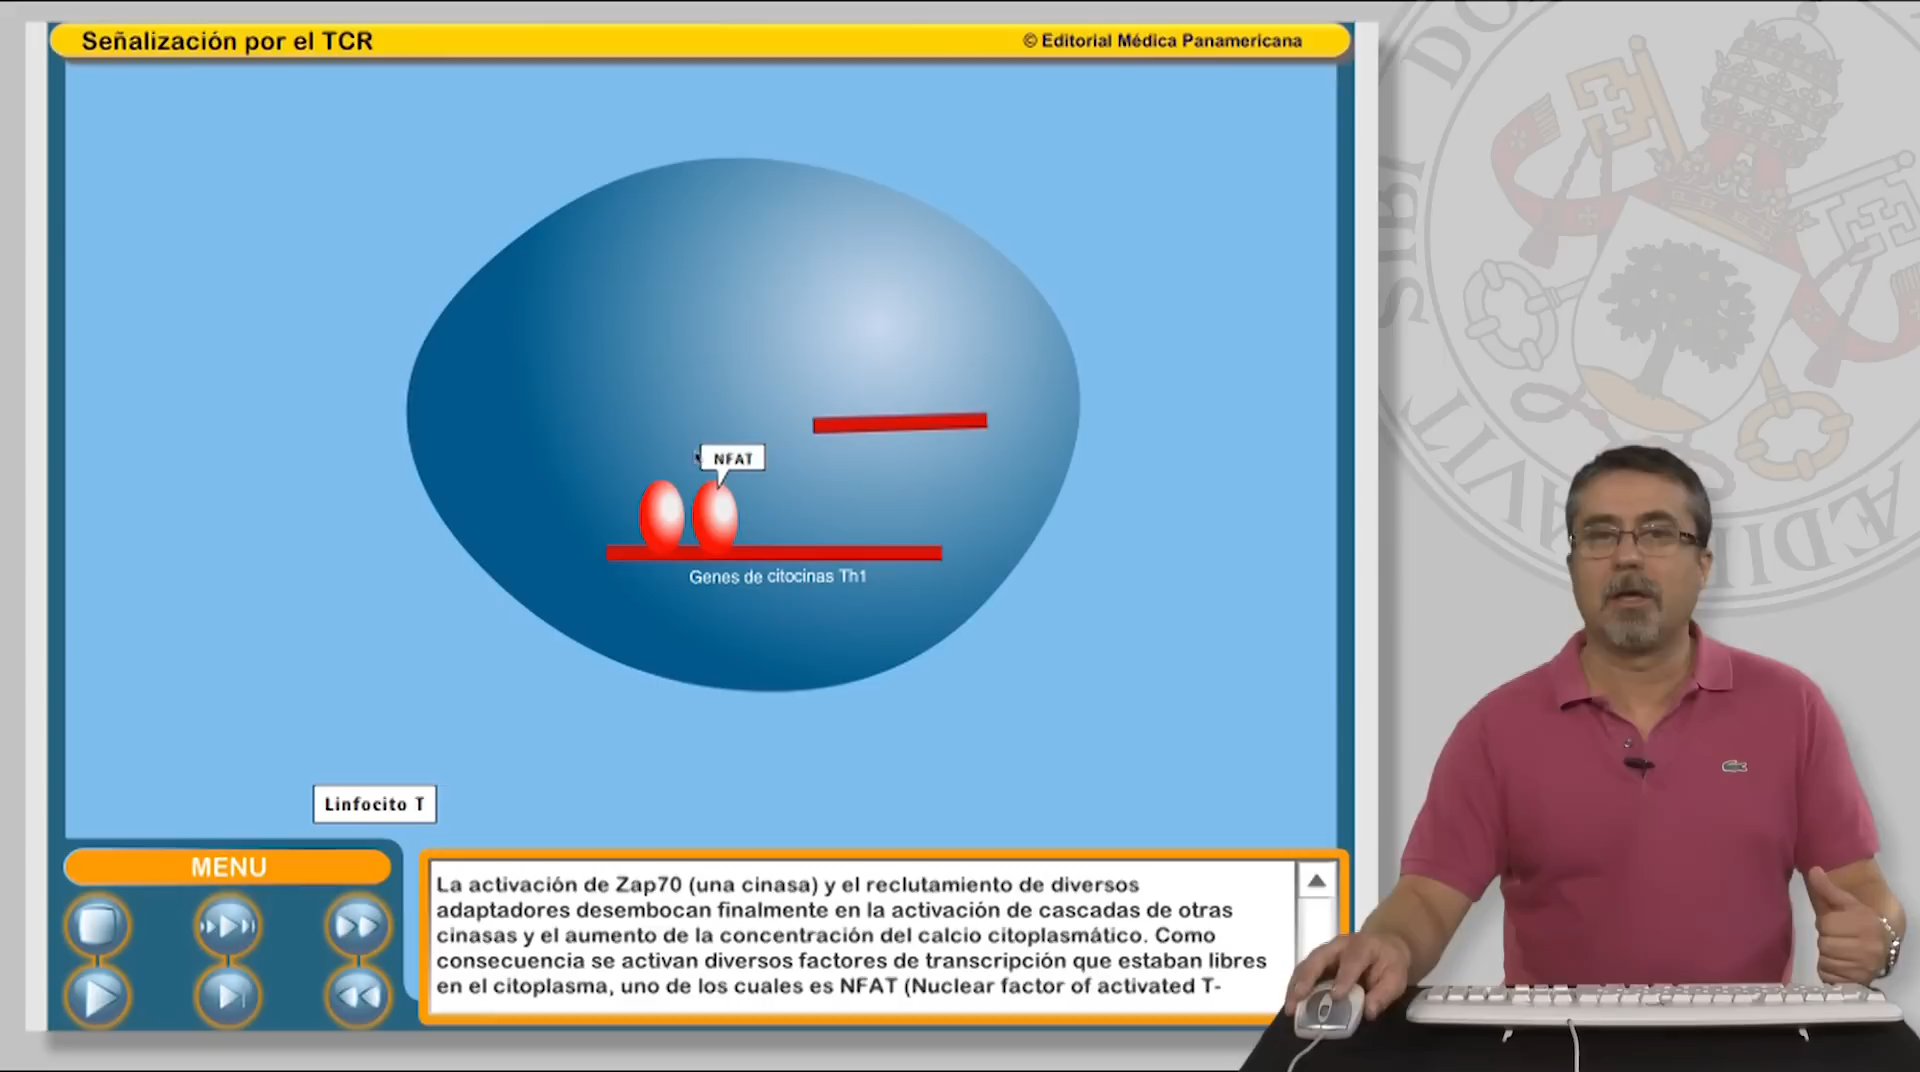 Señalización por el TCR
© Editorial Médica Panamericana
NFAT
Genes de citocinas Th1
Linfocito T
MENU
La activación de Zap70 (una cinasa) y el reclutamiento de diversos
adaptadores desembocan finalmente en la activación de cascadas de otras
cinasas y el aumento de la concentración del calcio citoplasmático. Como
consecuencia se activan diversos factores de transcripción que estaban libres
en el citoplasma, uno de los cuales es NFAT (Nuclear factor of activated T-